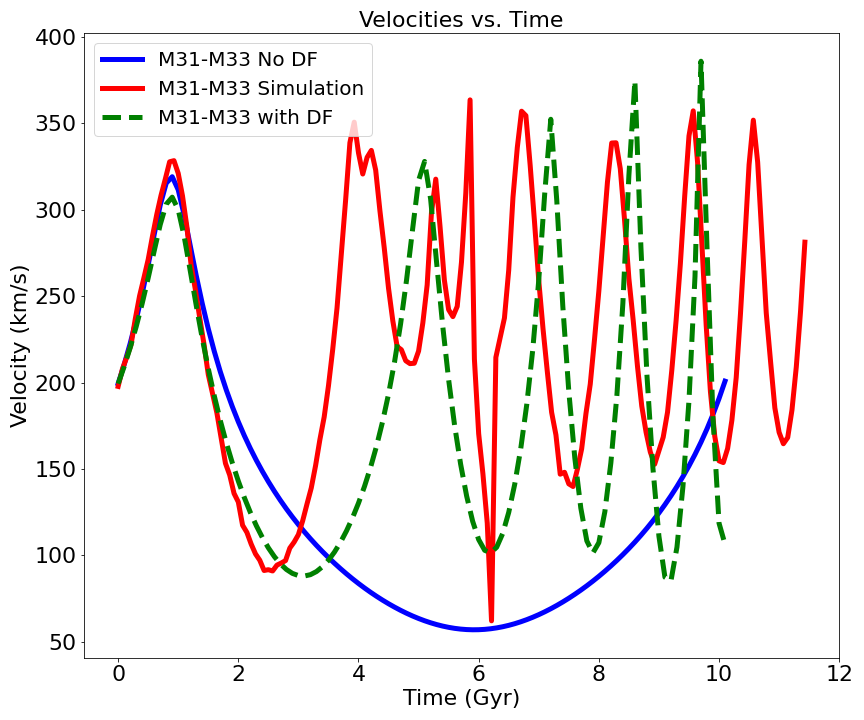 Velocities vs. Time
M31-M33 No DF
M31-M33 Simulation
M31-M33 with DF
Velocity (km/s)
400
350
300
250
200
150
100
50
0 2 4 6 8 10 12
Time (Gyr)